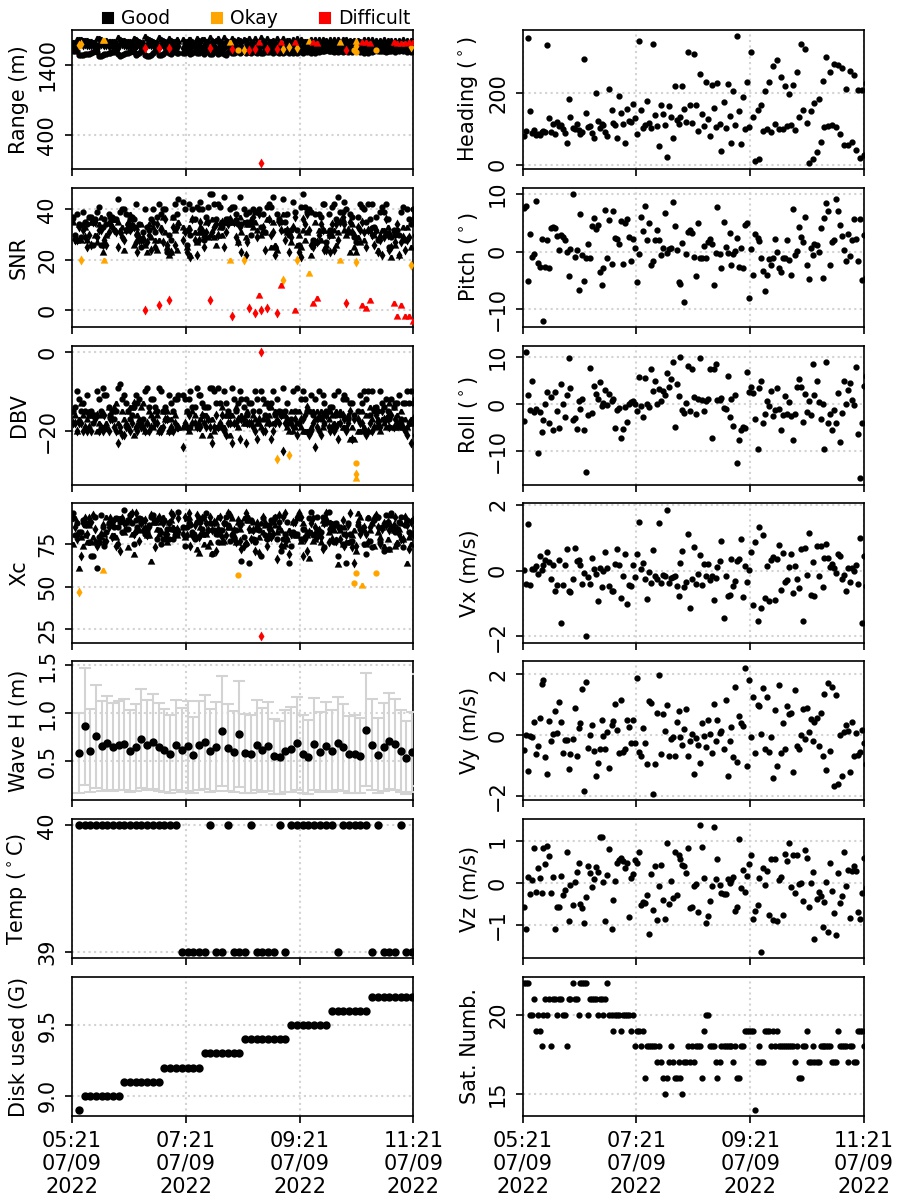 Good Okay Difficult
Range (m)
1400
400
SNR
40
20
0
DBV
0
−20
Xc
75
50
25
Wave H (m)
1.5
1.0
0.5
Temp (°C)
40
39
Disk used (G)
9.5
9.0
05:21 07:21 09:21 11:21
07/09 07/09 07/09 07/09
2022 2022 2022 2022
Heading (°)
200
0
Pitch (°)
10
0
−10
Roll (°)
10
0
−10
Vx (m/s)
2
0
−2
Vy (m/s)
2
0
−2
Vz (m/s)
1
0
−1
Sat. Numb.
20
15
05:21 07:21 09:21 11:21
07/09 07/09 07/09 07/09
2022 2022 2022 2022